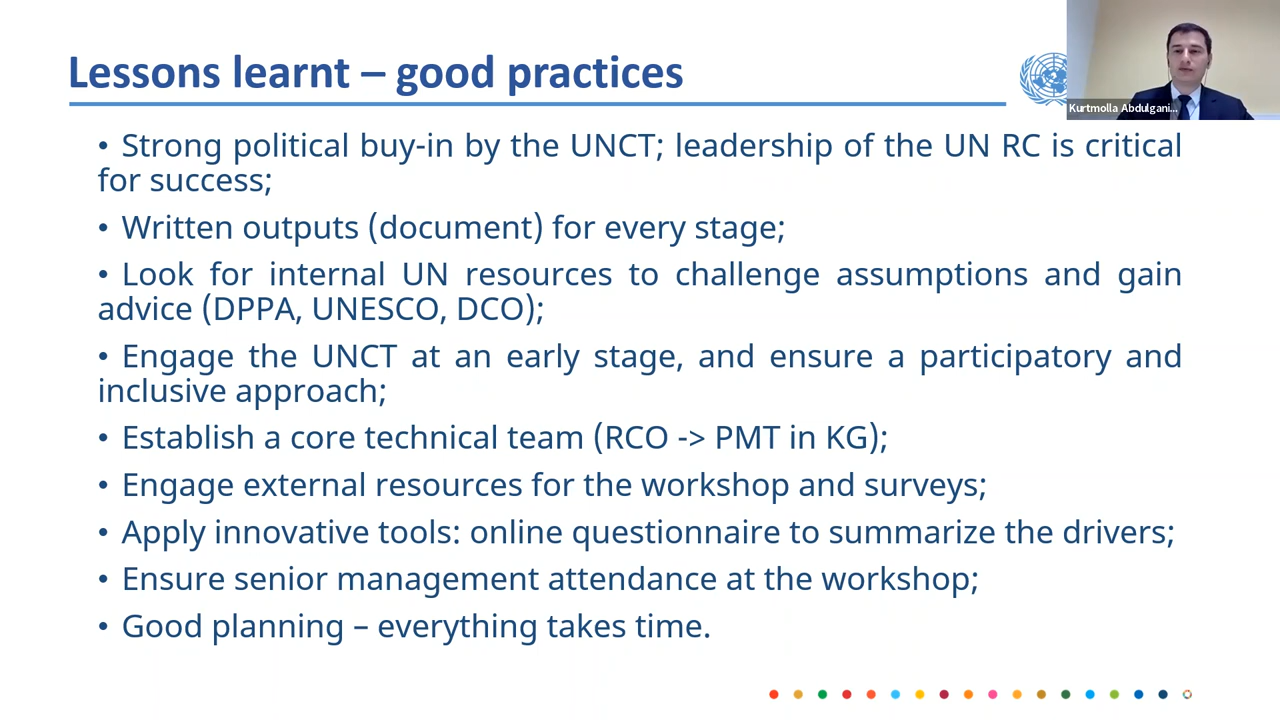 Lessons learnt – good practices
Kurtmolla Abdulgani...
• Strong political buy-in by the UNCT; leadership of the UN RC is critical
for success;
• Written outputs (document) for every stage;
• Look for internal UN resources to challenge assumptions and gain
advice (DPPA, UNESCO, DCO);
• Engage the UNCT at an early stage, and ensure a participatory and
inclusive approach;
• Establish a core technical team (RCO -> PMT in KG);
• Engage external resources for the workshop and surveys;
• Apply innovative tools: online questionnaire to summarize the drivers;
• Ensure senior management attendance at the workshop;
• Good planning – everything takes time.